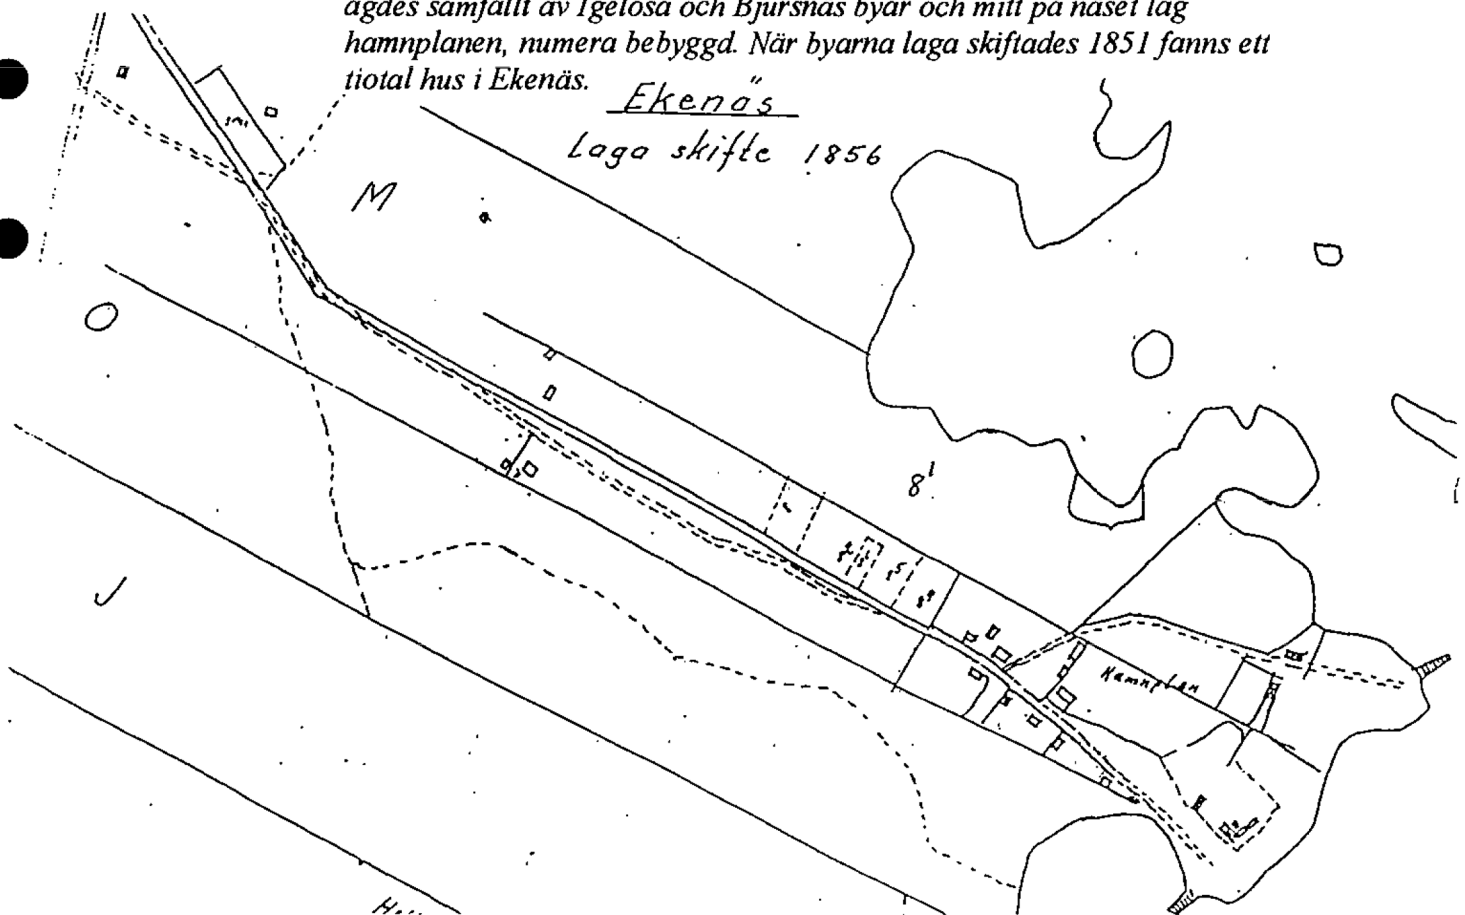 ägdes samfällt av Igelösa och Bjursnäs byar och mitt på näset låg
hamnplanen, numera bebyggd. När byarna laga skiftades 1851 fanns ett
tiotal hus i Ekenäs.
Ekenäs
Laga skifte 1856
M
O
8¹
J
Hamnplan